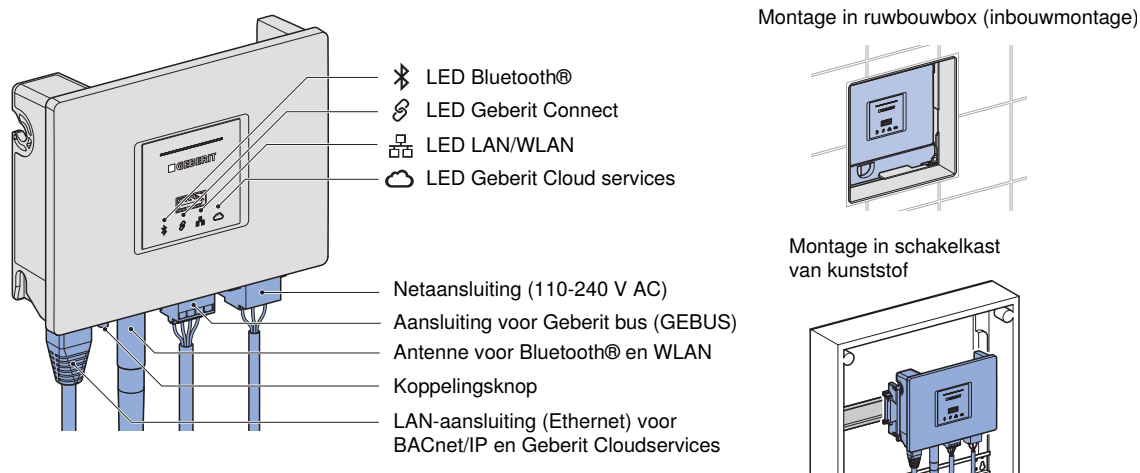 Montage in ruwbouwbox (inbouwmontage)
LED Bluetooth®
LED Geberit Connect
LED LAN/WLAN
LED Geberit Cloud services
GEBERIT
Montage in schakelkast
van kunststof
Netaansluiting (110-240 V AC)
Aansluiting voor Geberit bus (GEBUS)
Antenne voor Bluetooth® en WLAN
Koppelingsknop
LAN-aansluiting (Ethernet) voor
BACnet/IP en Geberit Cloudservices